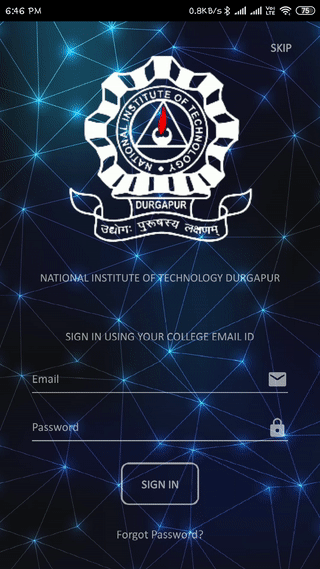 6:46 PM
0.8KB/s
VoLTE
75
SKIP
NATIONAL INSTITUTE OF TECHNOLOGY
DURGAPUR
उद्योगः पुरूषस्य लक्षणम्
NATIONAL INSTITUTE OF TECHNOLOGY DURGAPUR
SIGN IN USING YOUR COLLEGE EMAIL ID
Email
Password
SIGN IN
Forgot Password?